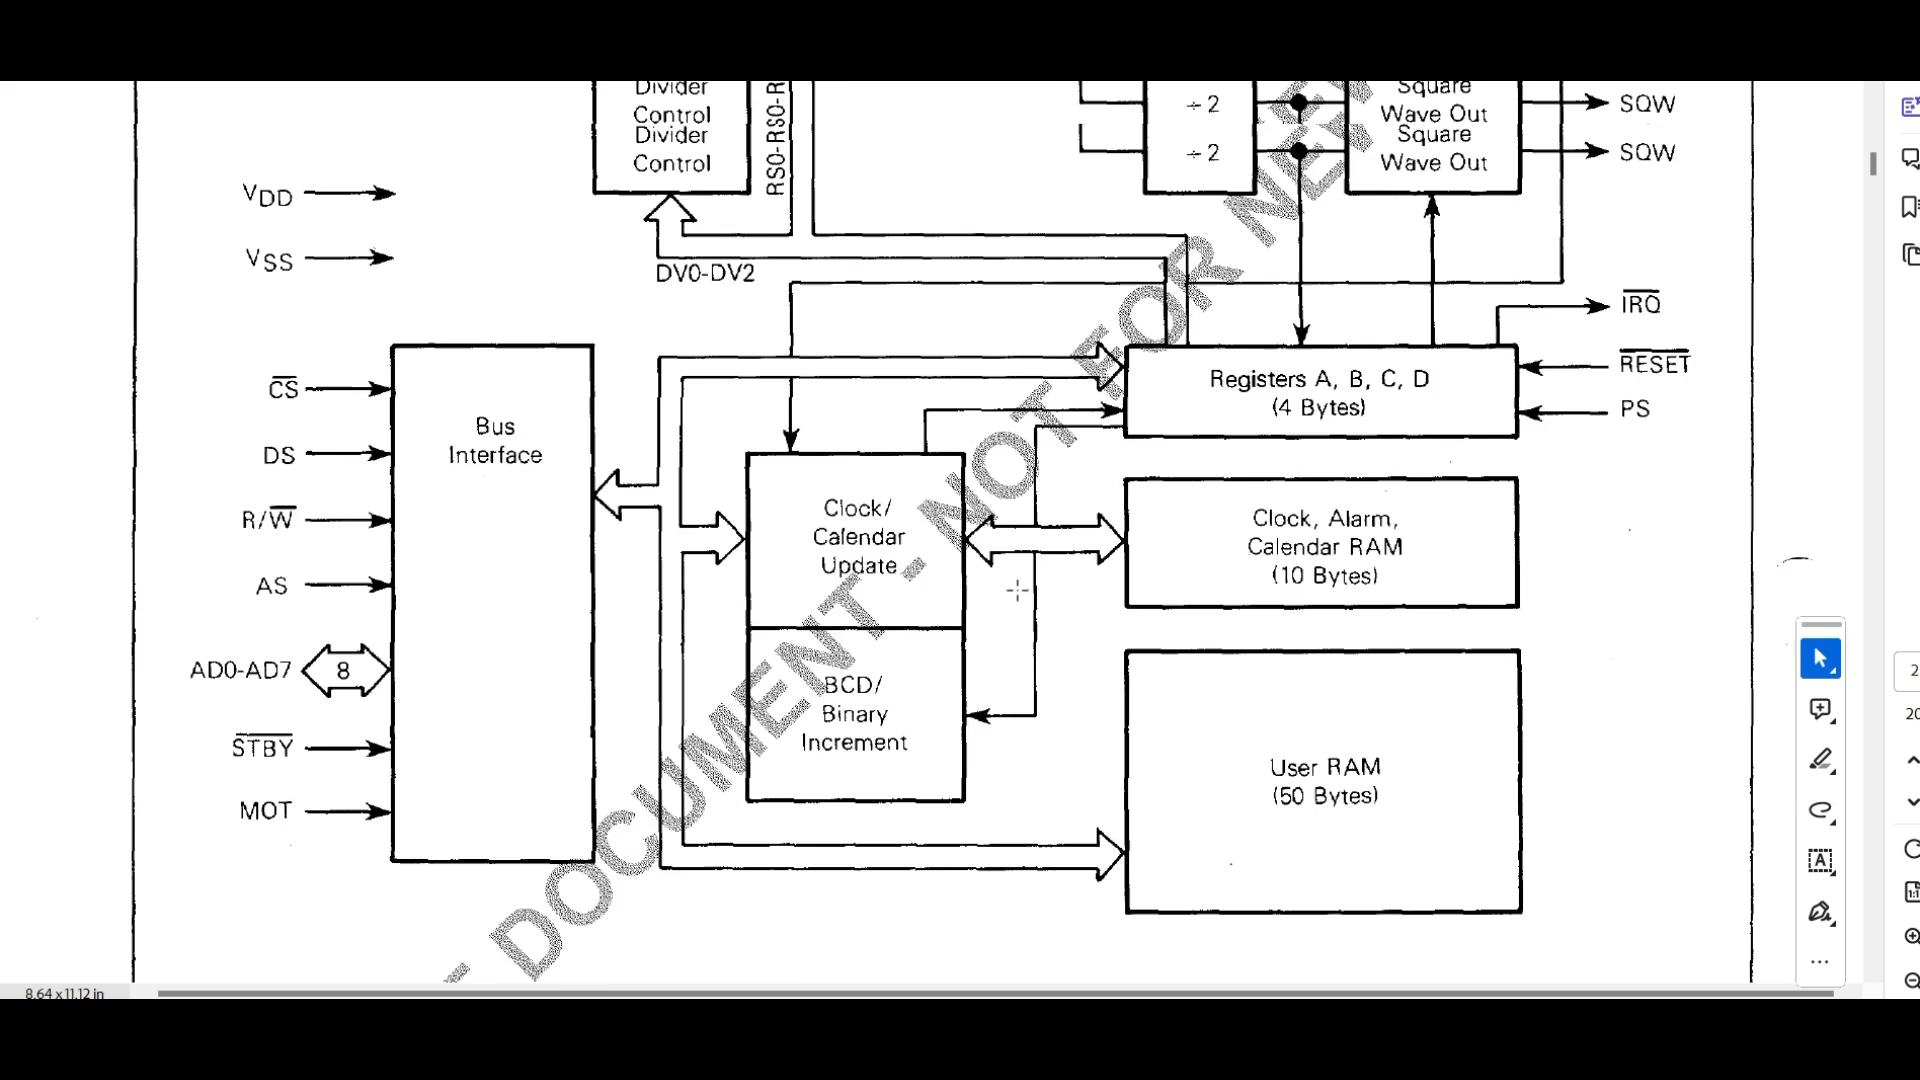 Divider
Control
Divider
Control
RS0-RS0-R
÷2
÷2
Square
Wave Out
Square
Wave Out
SQW
SQW
VDD
VSS
DV0-DV2
IRQ
RESET
PS
Registers A, B, C, D
(4 Bytes)
CS
DS
R/W
AS
AD0-AD7
8
STBY
MOT
Bus
Interface
Clock/
Calendar
Update
BCD/
Binary
Increment
Clock, Alarm,
Calendar RAM
(10 Bytes)
User RAM
(50 Bytes)
- DOCUMENT - NOT FOR NEW
8.64 x 11.12 in
2
20